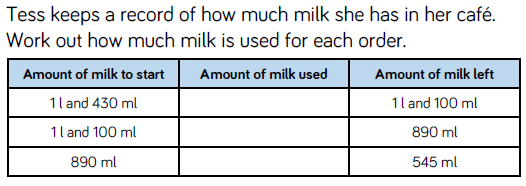 Tess keeps a record of how much milk she has in her café.
Work out how much milk is used for each order.
Amount of milk to start Amount of milk used Amount of milk left
1 l and 430 ml 1 l and 100 ml
1 l and 100 ml 890 ml
890 ml 545 ml